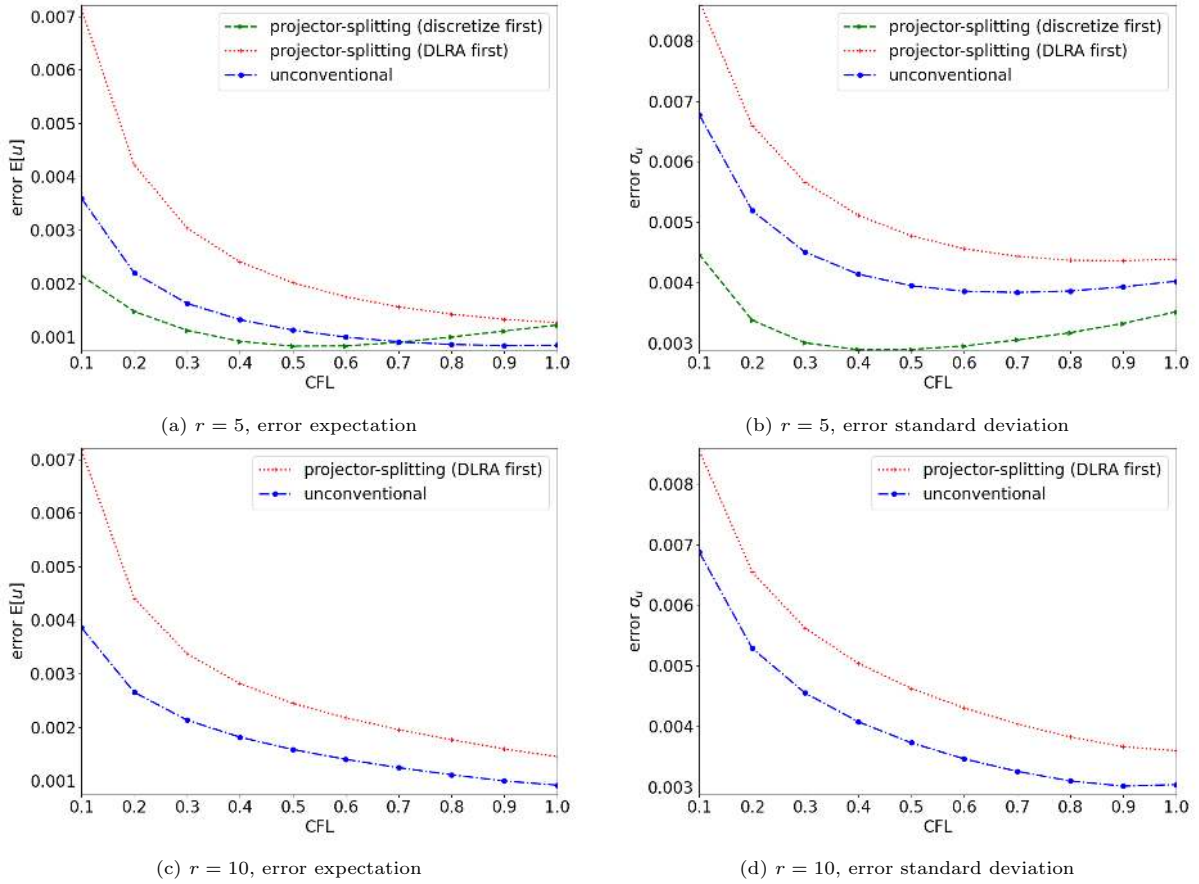 projector-splitting (discretize first)
projector-splitting (DLRA first)
unconventional
error E[u]
0.007
0.006
0.005
0.004
0.003
0.002
0.001
0.1 0.2 0.3 0.4 0.5 0.6 0.7 0.8 0.9 1.0
CFL
(a) r = 5, error expectation
projector-splitting (discretize first)
projector-splitting (DLRA first)
unconventional
error σu
0.008
0.007
0.006
0.005
0.004
0.003
0.1 0.2 0.3 0.4 0.5 0.6 0.7 0.8 0.9 1.0
CFL
(b) r = 5, error standard deviation
projector-splitting (DLRA first)
unconventional
error E[u]
0.007
0.006
0.005
0.004
0.003
0.002
0.001
0.1 0.2 0.3 0.4 0.5 0.6 0.7 0.8 0.9 1.0
CFL
(c) r = 10, error expectation
projector-splitting (DLRA first)
unconventional
error σu
0.008
0.007
0.006
0.005
0.004
0.003
0.1 0.2 0.3 0.4 0.5 0.6 0.7 0.8 0.9 1.0
CFL
(d) r = 10, error standard deviation